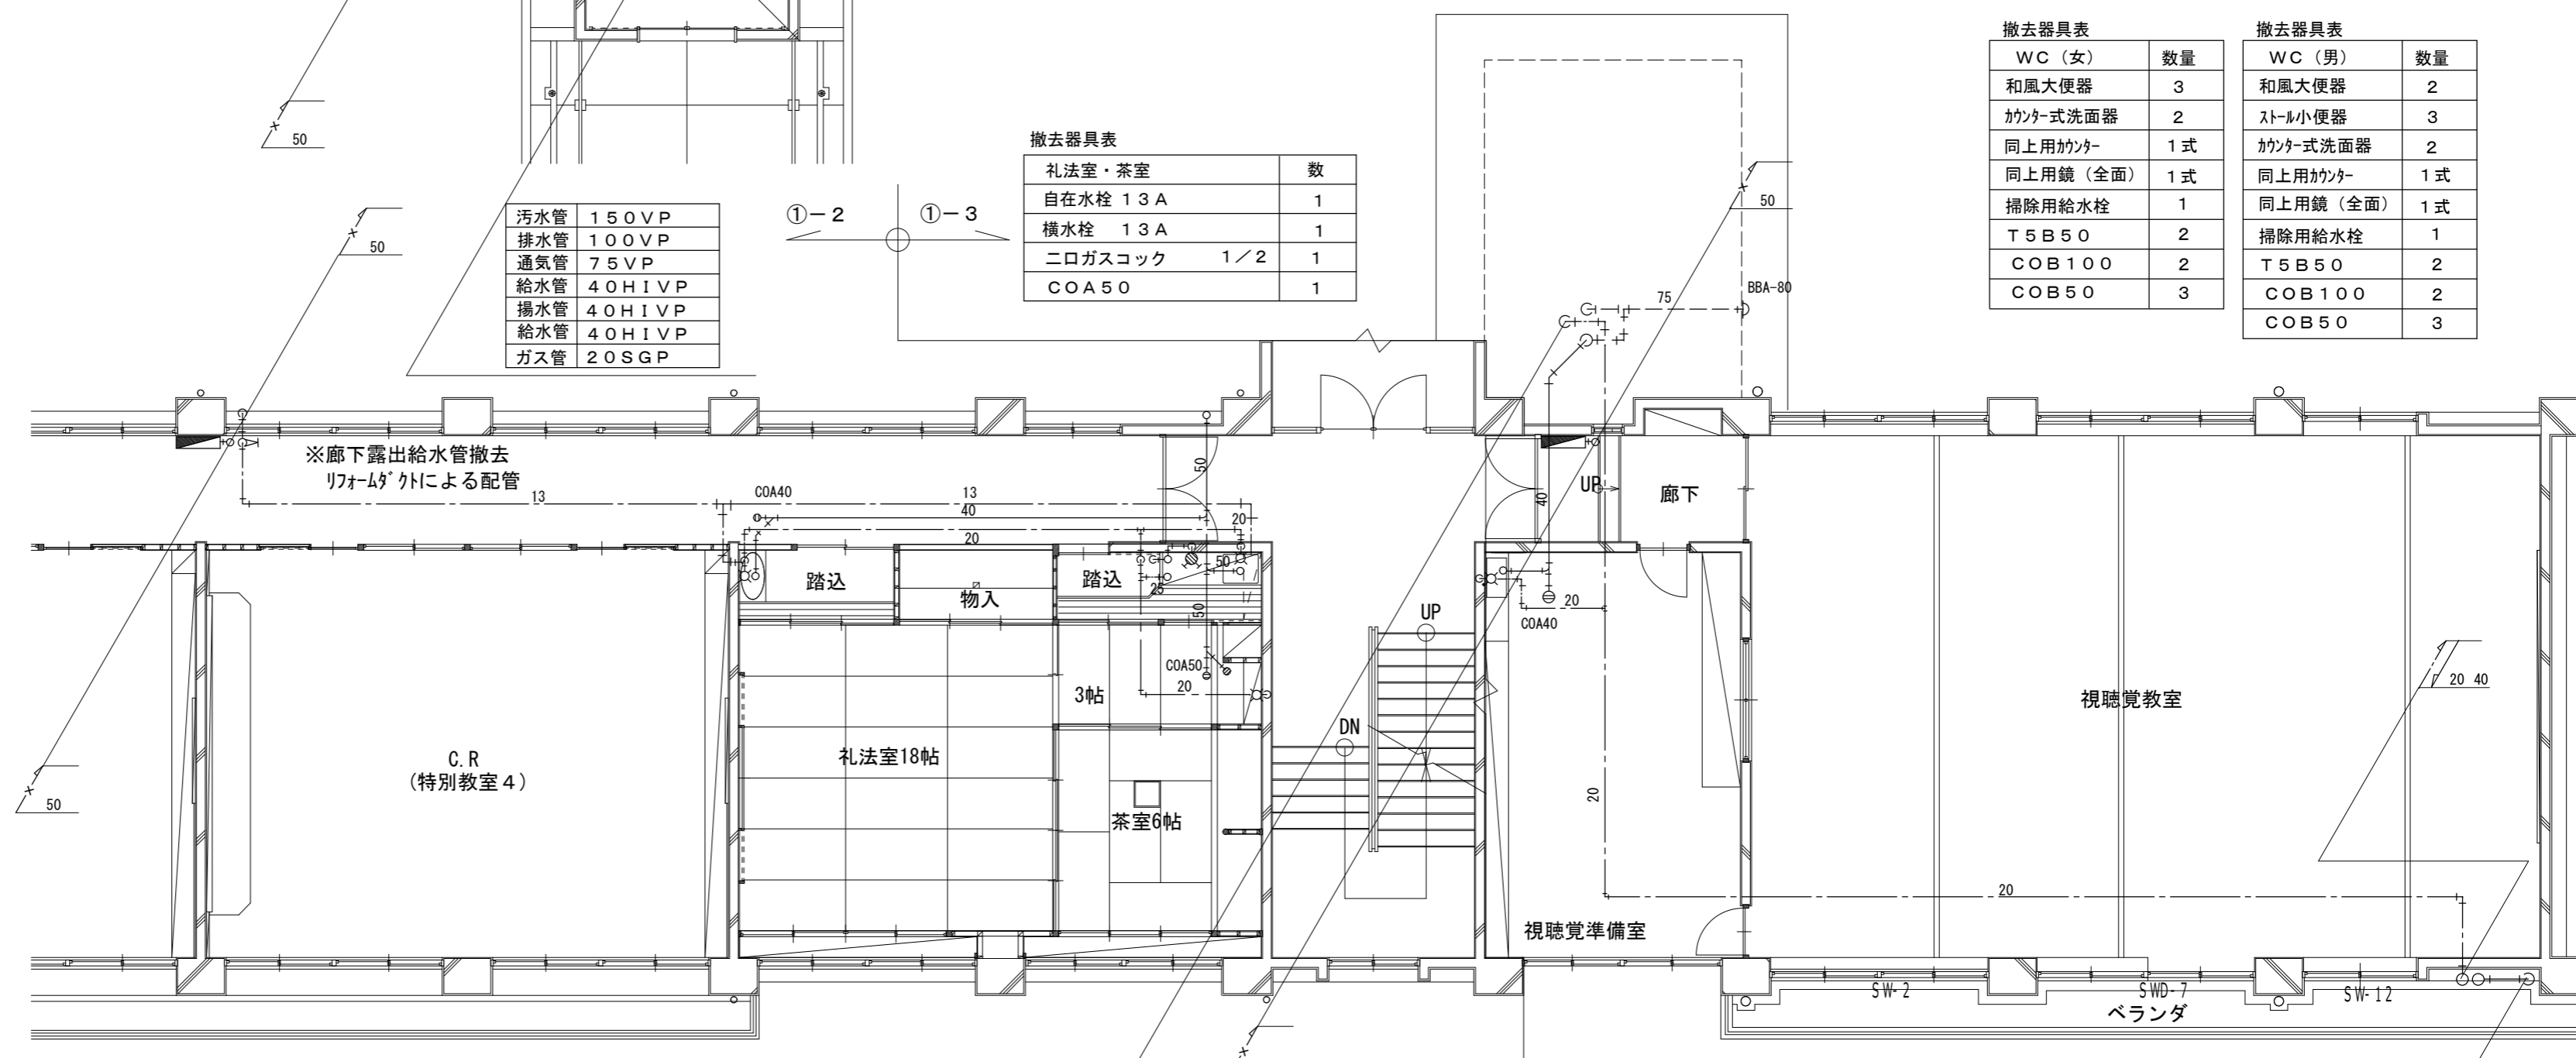 撤去器具表
WC（女） 数量
和風大便器 3
ｶｳﾝﾀｰ式洗面器 2
同上用ｶｳﾝﾀｰ 1式
同上用鏡（全面） 1式
掃除用給水栓 1
T5B50 2
COB100 2
COB50 3
撤去器具表
WC（男） 数量
和風大便器 2
ｽﾄｰﾙ小便器 3
ｶｳﾝﾀｰ式洗面器 2
同上用ｶｳﾝﾀｰ 1式
同上用鏡（全面） 1式
掃除用給水栓 1
T5B50 2
COB100 2
COB50 3
撤去器具表
礼法室・茶室 数
自在水栓 13A 1
横水栓 13A 1
二口ガスコック 1／2 1
COA50 1
汚水管 150VP
排水管 100VP
通気管 75VP
給水管 40HIVP
揚水管 40HIVP
給水管 40HIVP
ガス管 20SGP
①－2
①－3
50
50
50
75
BBA-80
※廊下露出給水管撤去
ﾘﾌｫｰﾑﾀﾞｸﾄによる配管
13
COA40
13
40
20
20
50
40
UP
廊下
踏込
物入
踏込
25
50
50
20
COA40
UP
COA50
20
3帖
DN
C.R
（特別教室４）
礼法室18帖
茶室6帖
20
視聴覚教室
20 40
50
20
視聴覚準備室
SW-2
SWD-7
SW-12
ベランダ